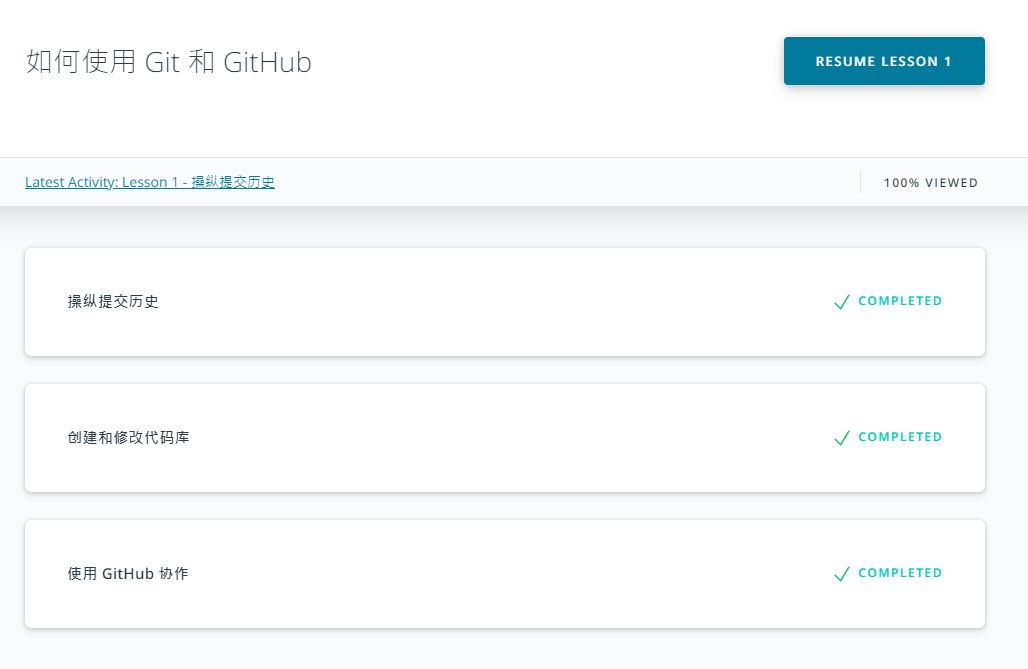 如何使用 Git 和 GitHub
RESUME LESSON 1
Latest Activity: Lesson 1 - 操纵提交历史
100% VIEWED
操纵提交历史
COMPLETED
创建和修改代码库
COMPLETED
使用 GitHub 协作
COMPLETED